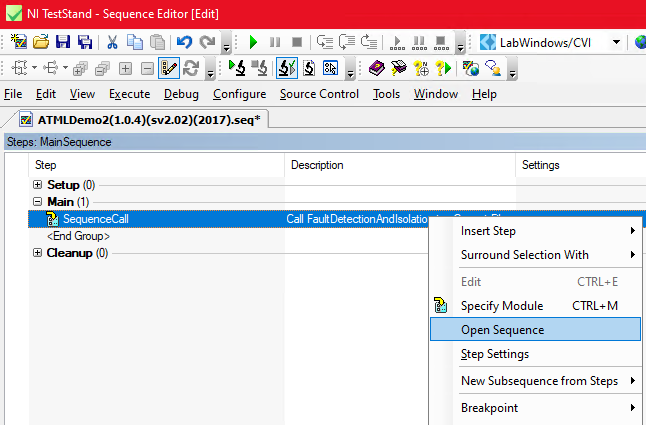 NI TestStand - Sequence Editor [Edit]
LabWindows/CVI
File Edit View Execute Debug Configure Source Control Tools Window Help
ATMLDemo2(1.0.4)(sv2.02)(2017).seq*
Steps: MainSequence
Step Description Settings
Setup (0)
Main (1)
SequenceCall Call FaultDetectionAndIsolation
<End Group>
Cleanup (0)
Insert Step
Surround Selection With
Edit CTRL+E
Specify Module CTRL+M
Open Sequence
Step Settings
New Subsequence from Steps
Breakpoint